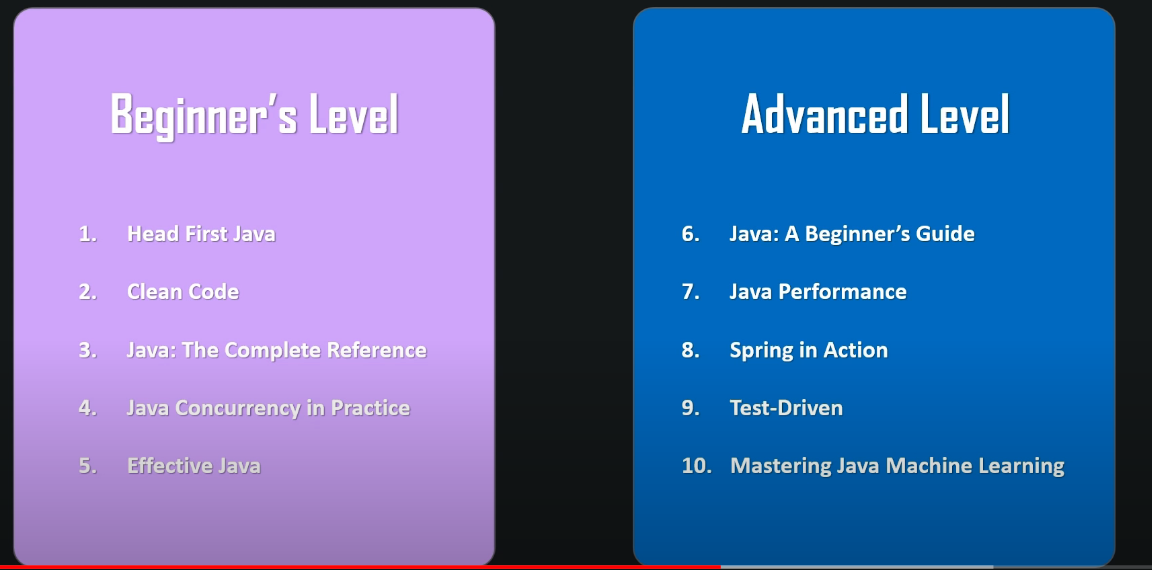 Beginner's Level
1. Head First Java
2. Clean Code
3. Java: The Complete Reference
4. Java Concurrency in Practice
5. Effective Java
Advanced Level
6. Java: A Beginner's Guide
7. Java Performance
8. Spring in Action
9. Test-Driven
10. Mastering Java Machine Learning